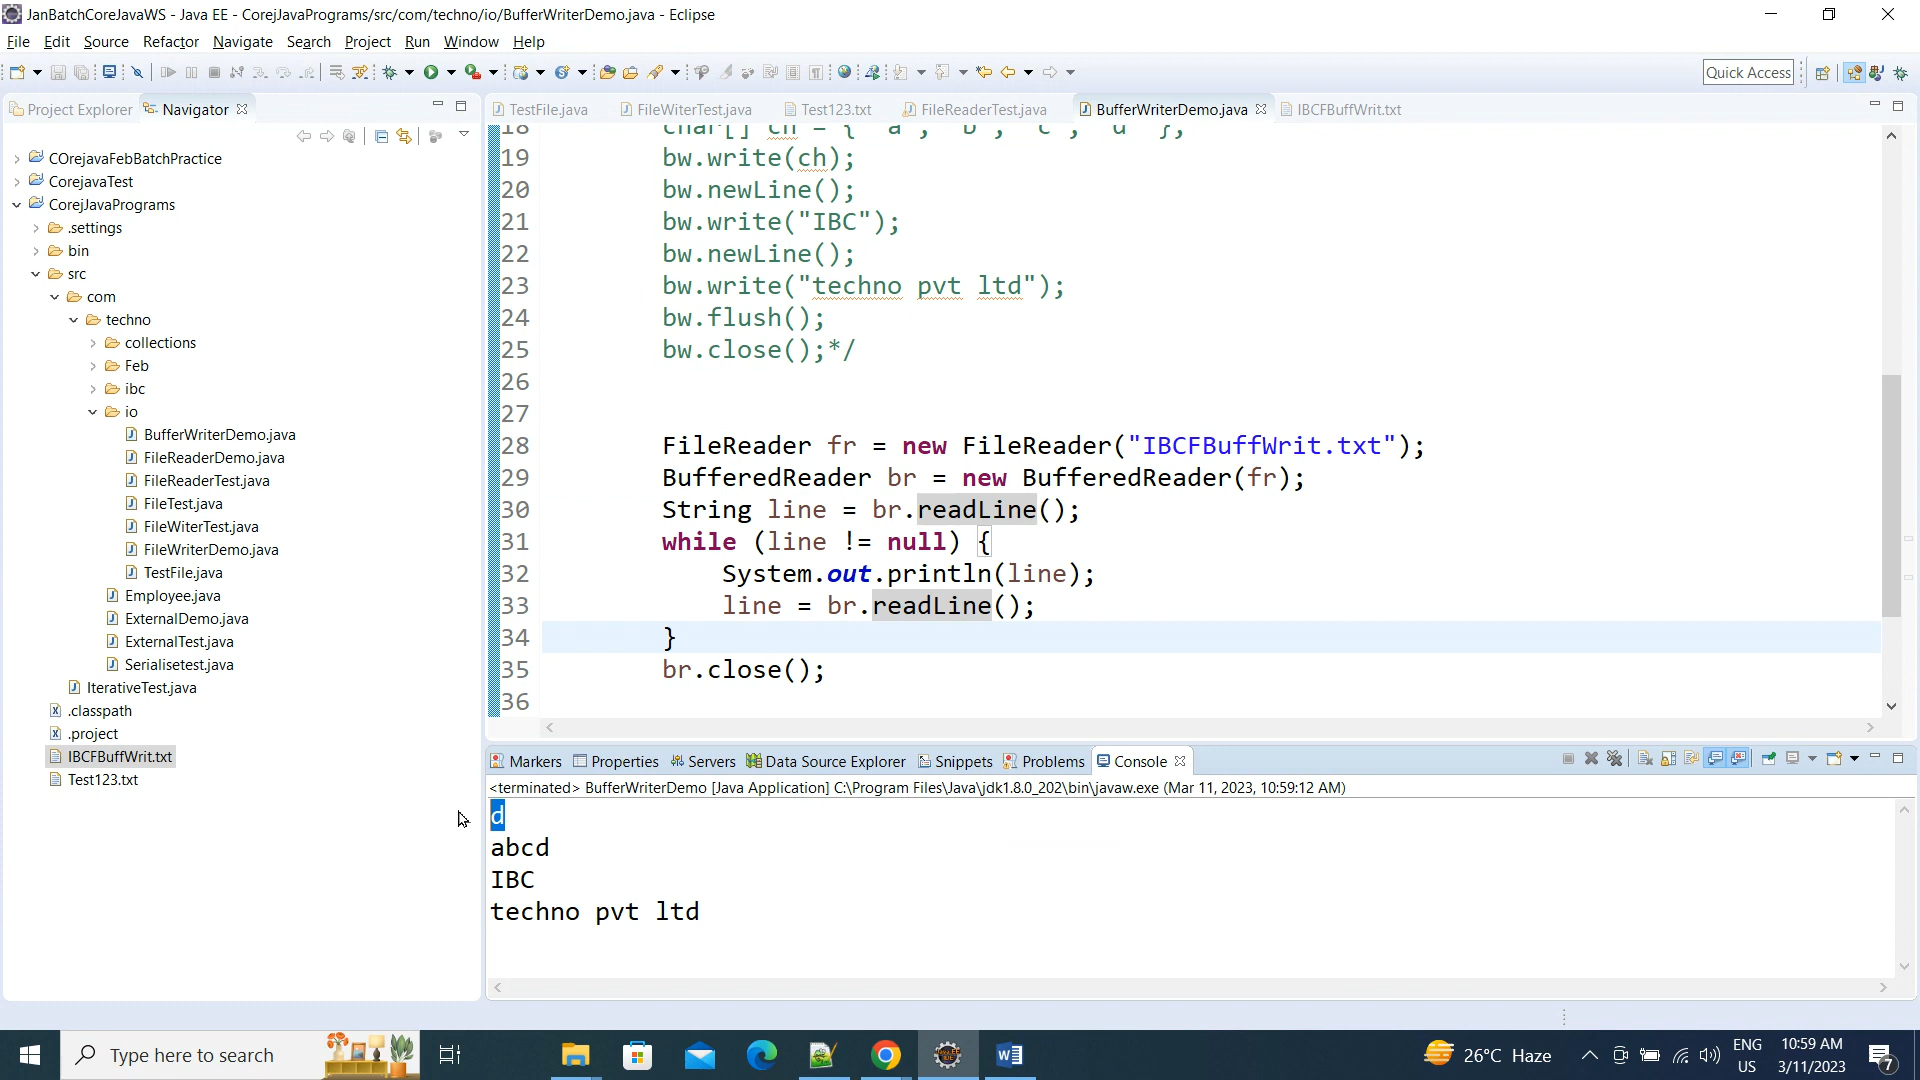 JanBatchCoreJavaWS - Java EE - CorejJavaPrograms/src/com/techno/io/BufferWriterDemo.java - Eclipse
File Edit Source Refactor Navigate Search Project Run Window Help
Quick Access
Project Explorer Navigator
TestFile.java FileWiterTest.java Test123.txt FileReaderTest.java BufferWriterDemo.java IBCFBuffWrit.txt
COrejavaFebBatchPractice
CorejavaTest
CorejJavaPrograms
.settings
bin
src
com
techno
collections
Feb
ibc
io
BufferWriterDemo.java
FileReaderDemo.java
FileReaderTest.java
FileTest.java
FileWiterTest.java
FileWriterDemo.java
TestFile.java
Employee.java
ExternalDemo.java
ExternalTest.java
Serialisetest.java
IterativeTest.java
.classpath
.project
IBCFBuffWrit.txt
Test123.txt
18 char[] ch = { 'a', 'b', 'c', 'd' };
19 bw.write(ch);
20 bw.newLine();
21 bw.write("IBC");
22 bw.newLine();
23 bw.write("techno pvt ltd");
24 bw.flush();
25 bw.close();*/
26
27
28 FileReader fr = new FileReader("IBCFBuffWrit.txt");
29 BufferedReader br = new BufferedReader(fr);
30 String line = br.readLine();
31 while (line != null) {
32 System.out.println(line);
33 line = br.readLine();
34 }
35 br.close();
36
Markers Properties Servers Data Source Explorer Snippets Problems Console
<terminated> BufferWriterDemo [Java Application] C:\Program Files\Java\jdk1.8.0_202\bin\javaw.exe (Mar 11, 2023, 10:59:12 AM)
d
abcd
IBC
techno pvt ltd
Type here to search
26°C Haze
ENG
US
10:59 AM
3/11/2023
7